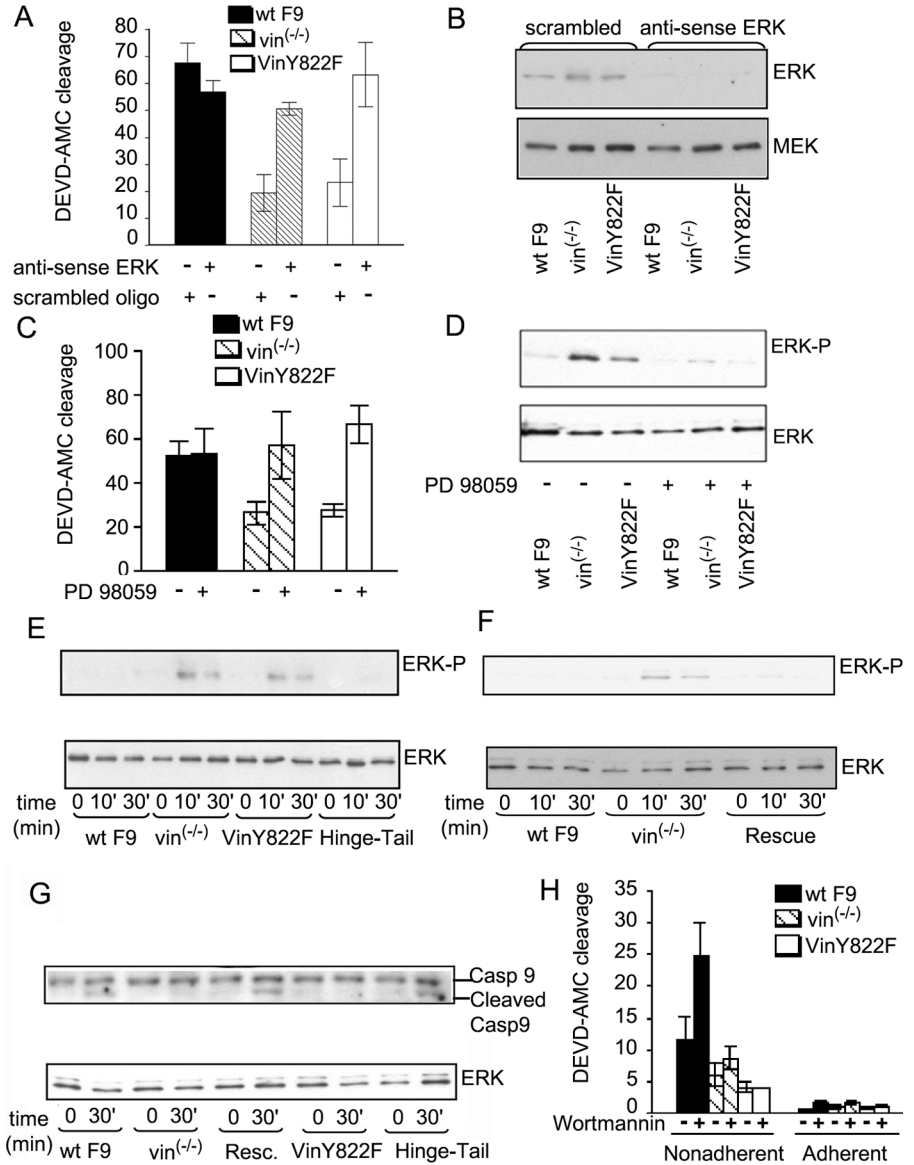 A
wt F9
vin(-/-)
VinY822F
DEVD-AMC cleavage
80
70
60
50
40
30
20
10
0
anti-sense ERK - + - + - +
scrambled oligo + - + - + -
B
scrambled anti-sense ERK
ERK
MEK
wt F9 vin(-/-) VinY822F wt F9 vin(-/-) VinY822F
C
wt F9
vin(-/-)
VinY822F
DEVD-AMC cleavage
100
80
60
40
20
0
PD 98059 - + - + - +
D
ERK-P
ERK
PD 98059 - - - + + +
wt F9 vin(-/-) VinY822F wt F9 vin(-/-) VinY822F
E
ERK-P
ERK
time 0 10' 30' 0 10' 30' 0 10' 30' 0 10' 30'
(min) wt F9 vin(-/-) VinY822F Hinge-Tail
F
ERK-P
ERK
time 0 10' 30' 0 10' 30' 0 10' 30'
(min) wt F9 vin(-/-) Rescue
G
Casp 9
Cleaved
Casp9
ERK
time 0 30' 0 30' 0 30' 0 30' 0 30'
(min) wt F9 vin(-/-) Resc. VinY822F Hinge-Tail
H
wt F9
vin(-/-)
VinY822F
DEVD-AMC cleavage
35
30
25
20
15
10
5
0
Wortmannin - + - + - + - + - + - +
Nonadherent Adherent